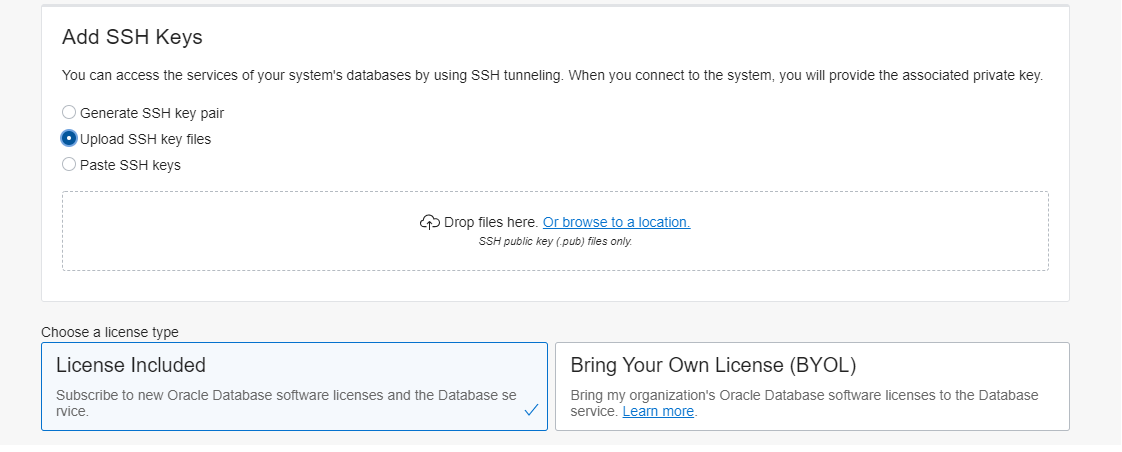 Add SSH Keys
You can access the services of your system's databases by using SSH tunneling. When you connect to the system, you will provide the associated private key.
Generate SSH key pair
Upload SSH key files
Paste SSH keys
Drop files here. Or browse to a location.
SSH public key (.pub) files only.
Choose a license type
License Included
Subscribe to new Oracle Database software licenses and the Database se
rvice.
Bring Your Own License (BYOL)
Bring my organization's Oracle Database software licenses to the Database
service. Learn more.